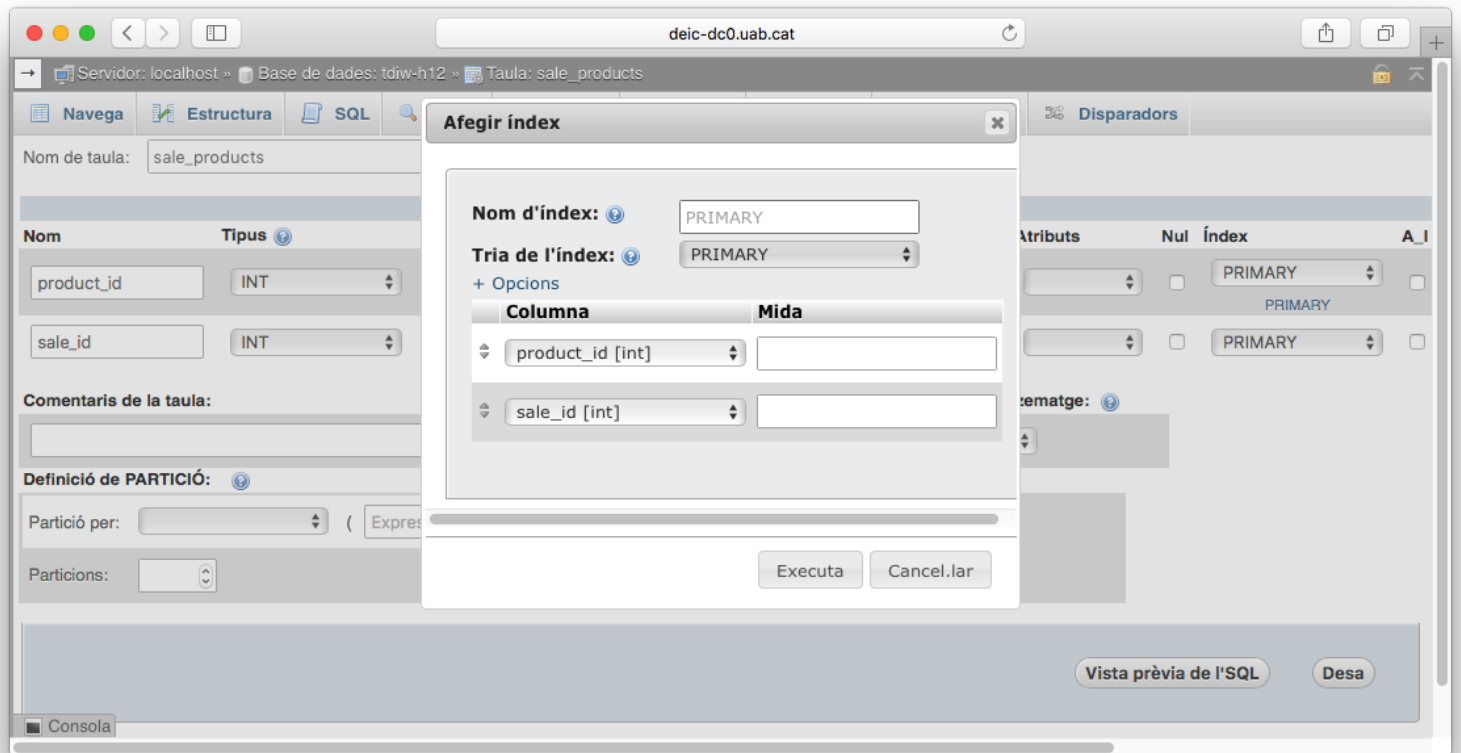 deic-dc0.uab.cat
Servidor: localhost » Base de dades: tdiw-h12 » Taula: sale_products
Navega Estructura SQL Disparadors
Afegir índex
Nom de taula: sale_products
Nom d'índex: PRIMARY
Tria de l'índex: PRIMARY
+ Opcions
Columna Mida
product_id [int]
sale_id [int]
Executa Cancel.lar
Nom Tipus Atributs Nul Índex A_I
product_id INT PRIMARY
PRIMARY
sale_id INT PRIMARY
Comentaris de la taula:
Definició de PARTICIÓ:
Partició per: ( Expres
Particions:
Vista prèvia de l'SQL Desa
Consola